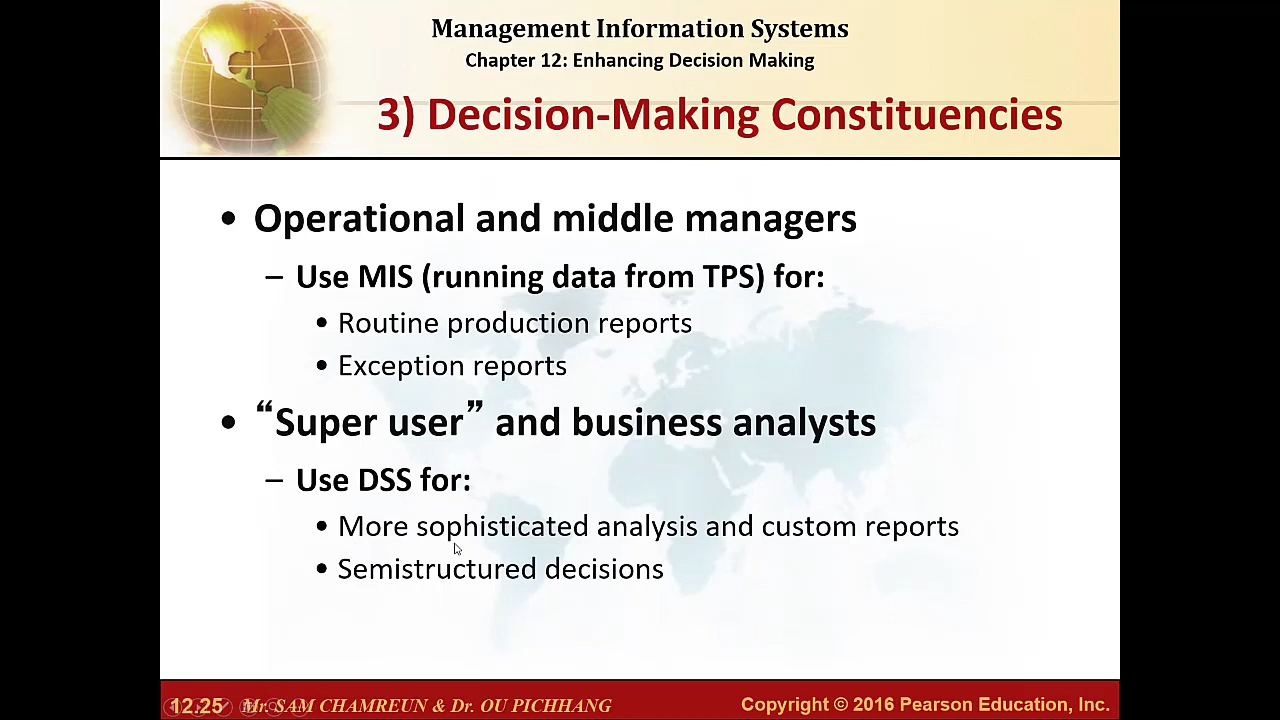 Management Information Systems
Chapter 12: Enhancing Decision Making
3) Decision-Making Constituencies
• Operational and middle managers
– Use MIS (running data from TPS) for:
• Routine production reports
• Exception reports
• “Super user” and business analysts
– Use DSS for:
• More sophisticated analysis and custom reports
• Semistructured decisions
12.25 Mr. SAM CHAMREUN & Dr. OU PICHHANG Copyright © 2016 Pearson Education, Inc.